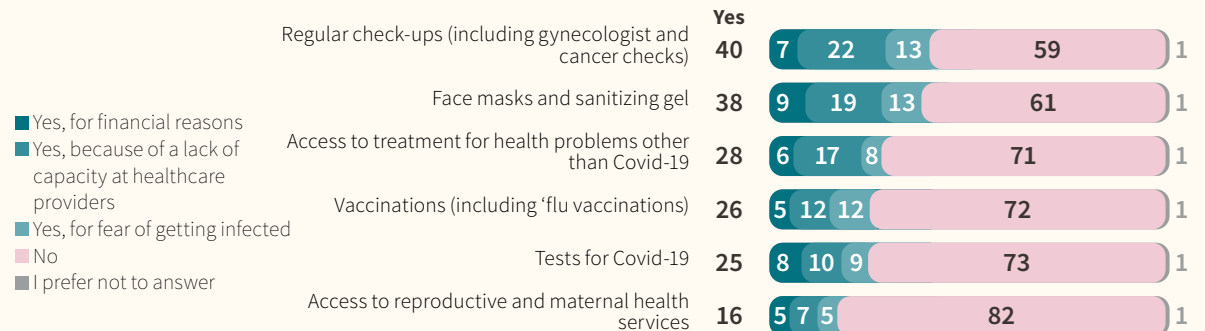 Yes
Regular check-ups (including gynecologist and
cancer checks)
40 7 22 13 59 1
Face masks and sanitizing gel
38 9 19 13 61 1
Access to treatment for health problems other
than Covid-19
28 6 17 8 71 1
Vaccinations (including ‘flu vaccinations)
26 5 12 12 72 1
Tests for Covid-19
25 8 10 9 73 1
Access to reproductive and maternal health
services
16 5 7 5 82 1
Yes, for financial reasons
Yes, because of a lack of
capacity at healthcare
providers
Yes, for fear of getting infected
No
I prefer not to answer